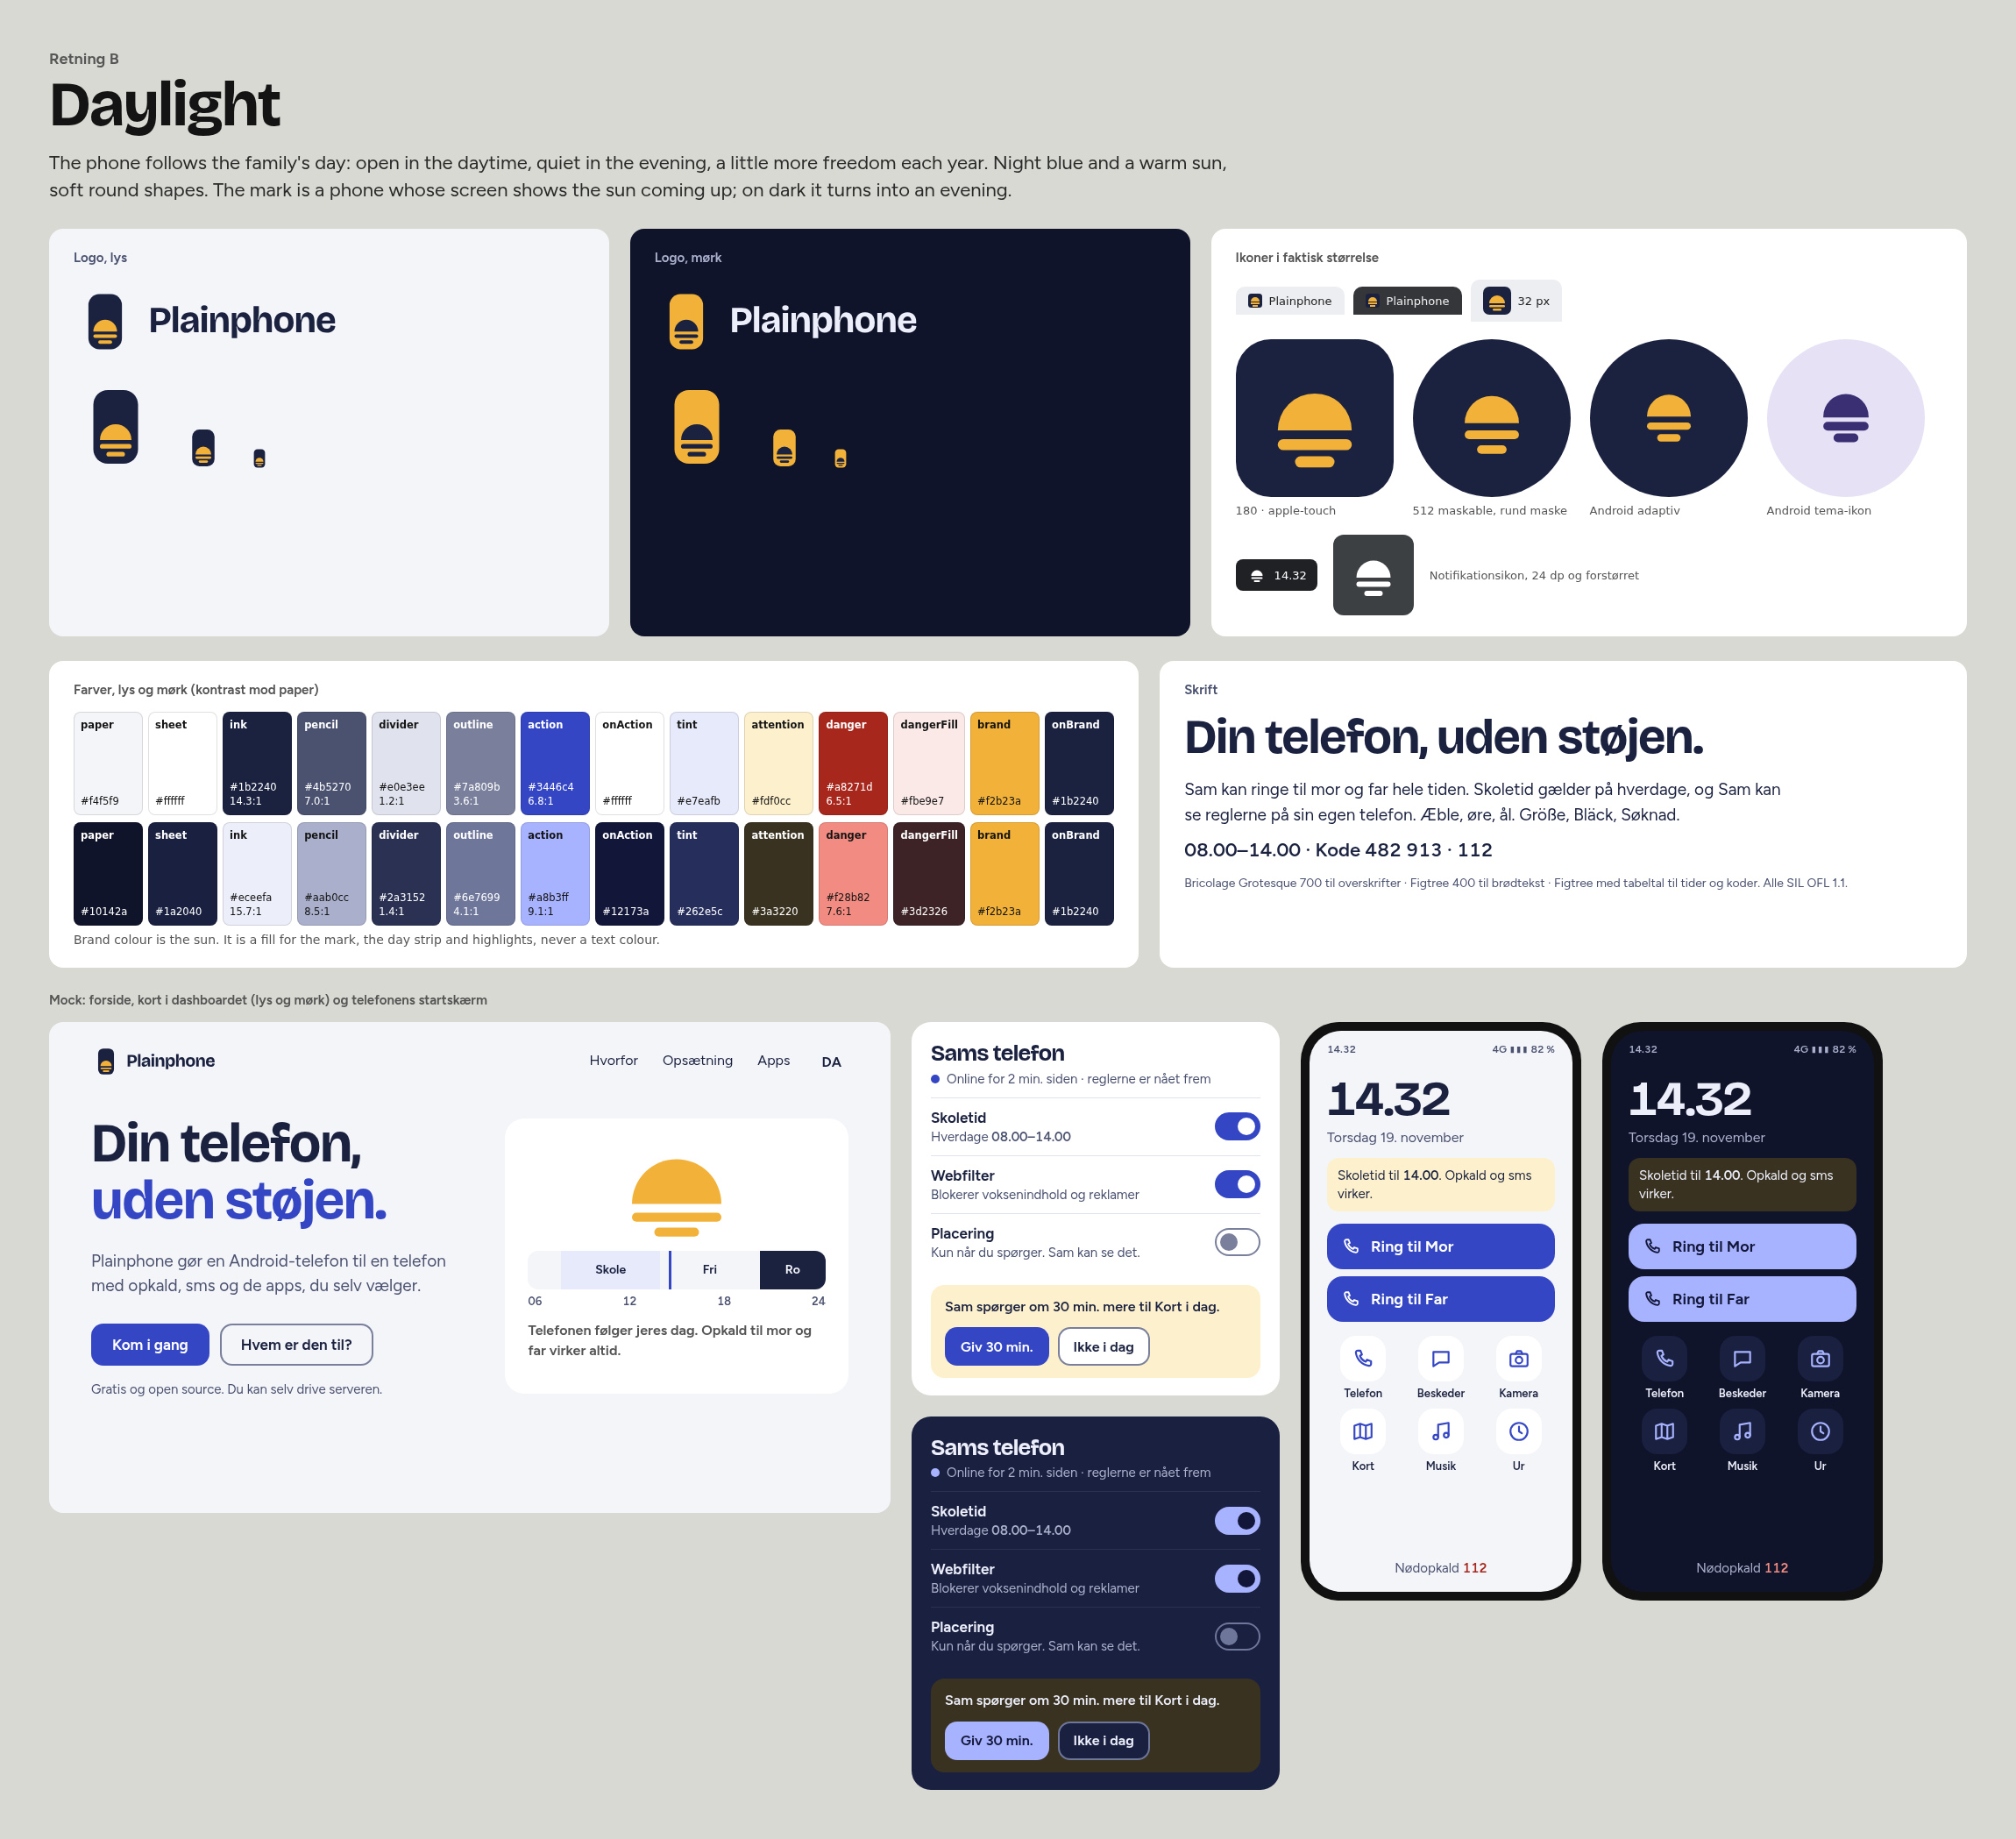 Retning B
Daylight
The phone follows the family's day: open in the daytime, quiet in the evening, a little more freedom each year. Night blue and a warm sun,
soft round shapes. The mark is a phone whose screen shows the sun coming up; on dark it turns into an evening.
Logo, lys
Plainphone
Logo, mørk
Plainphone
Ikoner i faktisk størrelse
Plainphone
Plainphone
32 px
180 · apple-touch
512 maskable, rund maske
Android adaptiv
Android tema-ikon
14.32
Notifikationsikon, 24 dp og forstørret
Farver, lys og mørk (kontrast mod paper)
paper sheet ink pencil divider outline action onAction tint attention danger dangerFill brand onBrand
#f4f5f9 #ffffff #1b2240 #4b5270 #e0e3ee #7a809b #3446c4 #ffffff #e7eafb #fdf0cc #a8271d #fbe9e7 #f2b23a #1b2240
14.3:1 7.0:1 1.2:1 3.6:1 6.8:1 6.5:1
paper sheet ink pencil divider outline action onAction tint attention danger dangerFill brand onBrand
#10142a #1a2040 #eceefa #aab0cc #2a3152 #6e7699 #a8b3ff #12173a #262e5c #3a3220 #f28b82 #3d2326 #f2b23a #1b2240
15.7:1 8.5:1 1.4:1 4.1:1 9.1:1 7.6:1
Brand colour is the sun. It is a fill for the mark, the day strip and highlights, never a text colour.
Skrift
Din telefon, uden støjen.
Sam kan ringe til mor og far hele tiden. Skoletid gælder på hverdage, og Sam kan
se reglerne på sin egen telefon. Æble, øre, ål. Größe, Bläck, Søknad.
08.00–14.00 · Kode 482 913 · 112
Bricolage Grotesque 700 til overskrifter · Figtree 400 til brødtekst · Figtree med tabeltal til tider og koder. Alle SIL OFL 1.1.
Mock: forside, kort i dashboardet (lys og mørk) og telefonens startskærm
Plainphone
Hvorfor Opsætning Apps DA
Din telefon,
uden støjen.
Plainphone gør en Android-telefon til en telefon
med opkald, sms og de apps, du selv vælger.
Kom i gang
Hvem er den til?
Gratis og open source. Du kan selv drive serveren.
Skole Fri Ro
06 12 18 24
Telefonen følger jeres dag. Opkald til mor og
far virker altid.
Sams telefon
Online for 2 min. siden · reglerne er nået frem
Skoletid
Hverdage 08.00–14.00
Webfilter
Blokerer voksenindhold og reklamer
Placering
Kun når du spørger. Sam kan se det.
Sam spørger om 30 min. mere til Kort i dag.
Giv 30 min.
Ikke i dag
Sams telefon
Online for 2 min. siden · reglerne er nået frem
Skoletid
Hverdage 08.00–14.00
Webfilter
Blokerer voksenindhold og reklamer
Placering
Kun når du spørger. Sam kan se det.
Sam spørger om 30 min. mere til Kort i dag.
Giv 30 min.
Ikke i dag
14.32 4G 82 %
14.32
Torsdag 19. november
Skoletid til 14.00. Opkald og sms
virker.
Ring til Mor
Ring til Far
Telefon Beskeder Kamera
Kort Musik Ur
Nødopkald 112
14.32 4G 82 %
14.32
Torsdag 19. november
Skoletid til 14.00. Opkald og sms
virker.
Ring til Mor
Ring til Far
Telefon Beskeder Kamera
Kort Musik Ur
Nødopkald 112